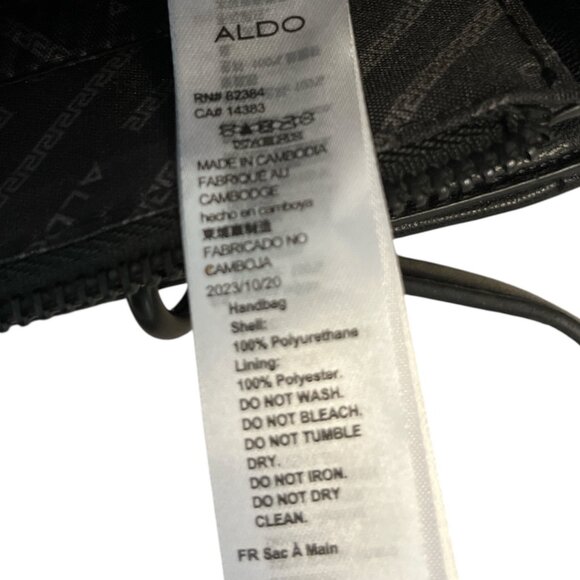 ALDO
RN# 82384
CA# 14383
MADE IN CAMBODIA
FABRIQUE AU
CAMBODGE
hecho en camboya
柬埔寨制造
FABRICADO NO
CAMBOJA
2023/10/20
Handbag
Shell:
100% Polyurethane
Lining:
100% Polyester.
DO NOT WASH.
DO NOT BLEACH.
DO NOT TUMBLE
DRY.
DO NOT IRON.
DO NOT DRY
CLEAN.
FR Sac À Main
ALDO